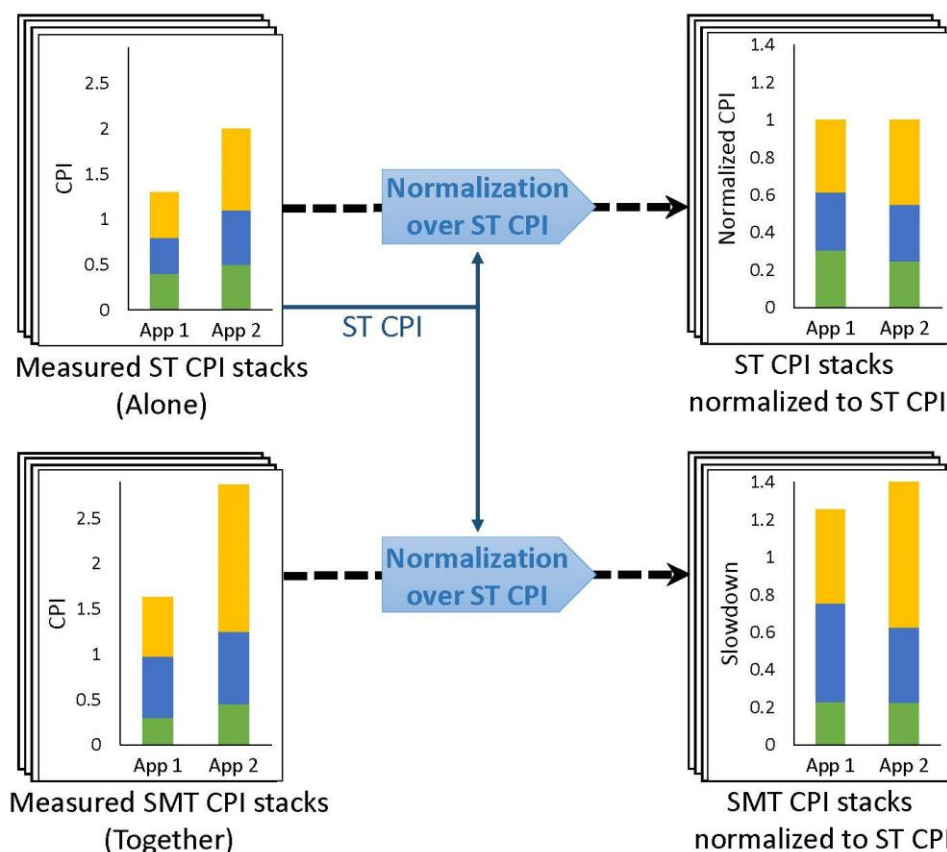 2.5
2
1.5
1
0.5
0
CPI
App 1 App 2
Measured ST CPI stacks
(Alone)
Normalization
over ST CPI
ST CPI
1.4
1.2
1
0.8
0.6
0.4
0.2
0
Normalized CPI
App 1 App 2
ST CPI stacks
normalized to ST CPI
2.5
2
1.5
1
0.5
0
CPI
App 1 App 2
Measured SMT CPI stacks
(Together)
Normalization
over ST CPI
1.4
1.2
1
0.8
0.6
0.4
0.2
0
Slowdown
App 1 App 2
SMT CPI stacks
normalized to ST CPI